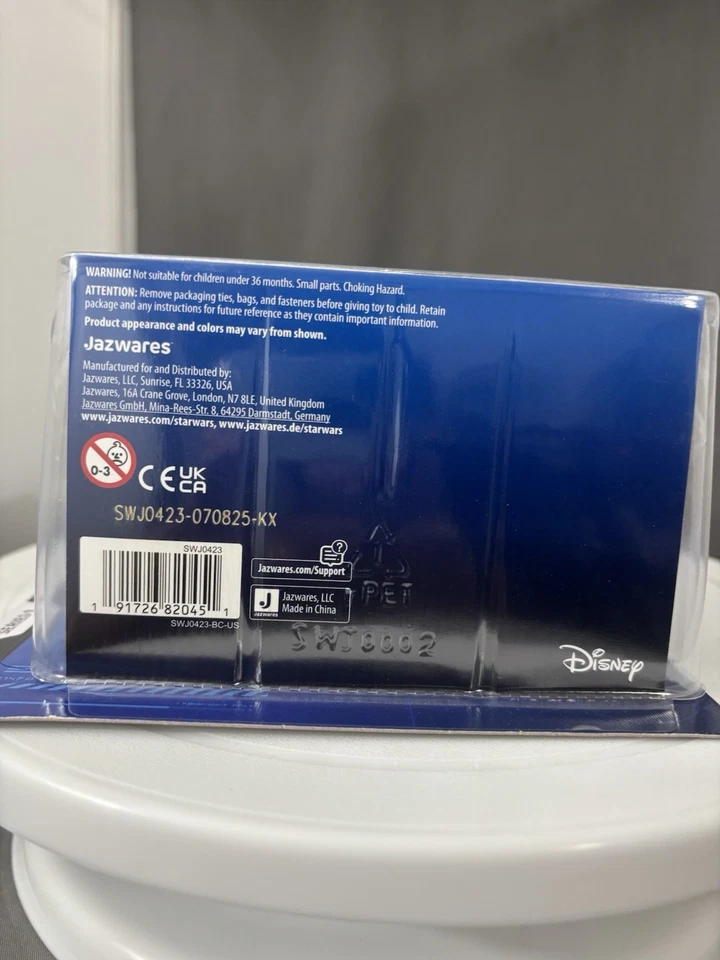 WARNING! Not suitable for children under 36 months. Small parts. Choking Hazard.
ATTENTION: Remove packaging ties, bags, and fasteners before giving toy to child. Retain
package and any instructions for future reference as they contain important information.
Product appearance and colors may vary from shown.
Jazwares
Manufactured for and Distributed by:
Jazwares, LLC, Sunrise, FL 33326, USA
Jazwares, 16A Crane Grove, London, N7 8LE, United Kingdom
Jazwares GmbH, Mina-Rees-Str. 8, 64295 Darmstadt, Germany
www.jazwares.com/starwars, www.jazwares.de/starwars
0-3
CE UK
CA
SWJ0423-070825-KX
SWJ0423
1 91726 82045 1
SWJ0423-BC-US
?
Jazwares.com/Support
J
Jazwares
Jazwares, LLC
Made in China
PET
SWJ0002
Disney